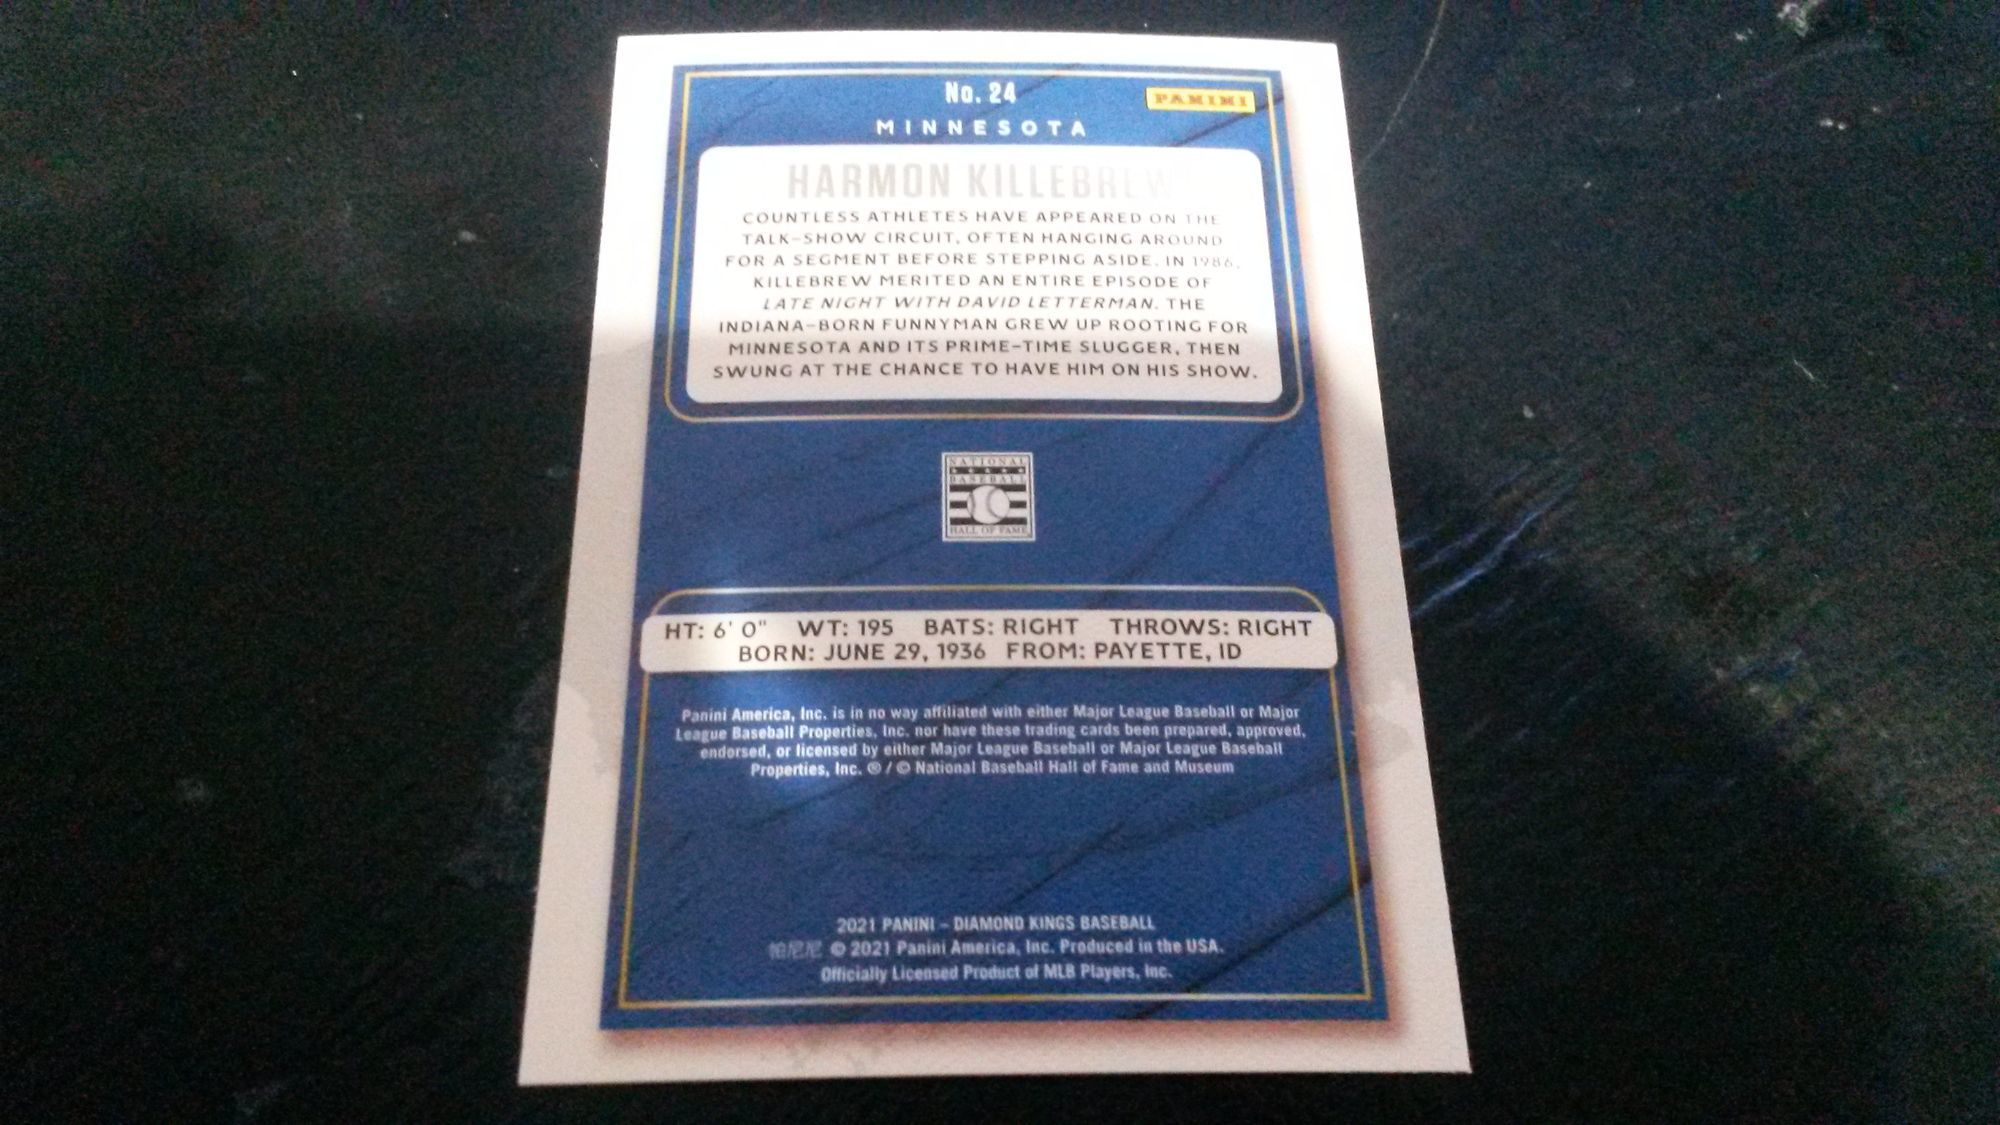 No. 24
PANINI
MINNESOTA
HARMON KILLEBREW
COUNTLESS ATHLETES HAVE APPEARED ON THE
TALK-SHOW CIRCUIT, OFTEN HANGING AROUND
FOR A SEGMENT BEFORE STEPPING ASIDE. IN 1986,
KILLEBREW MERITED AN ENTIRE EPISODE OF
LATE NIGHT WITH DAVID LETTERMAN. THE
INDIANA-BORN FUNNYMAN GREW UP ROOTING FOR
MINNESOTA AND ITS PRIME-TIME SLUGGER, THEN
SWUNG AT THE CHANCE TO HAVE HIM ON HIS SHOW.
NATIONAL
BASEBALL
HALL OF FAME
HT: 6' 0" WT: 195 BATS: RIGHT THROWS: RIGHT
BORN: JUNE 29, 1936 FROM: PAYETTE, ID
Panini America, Inc. is in no way affiliated with either Major League Baseball or Major
League Baseball Properties, Inc. nor have these trading cards been prepared, approved,
endorsed, or licensed by either Major League Baseball or Major League Baseball
Properties, Inc. ® / © National Baseball Hall of Fame and Museum
2021 PANINI – DIAMOND KINGS BASEBALL
帕尼尼 © 2021 Panini America, Inc. Produced in the USA.
Officially Licensed Product of MLB Players, Inc.